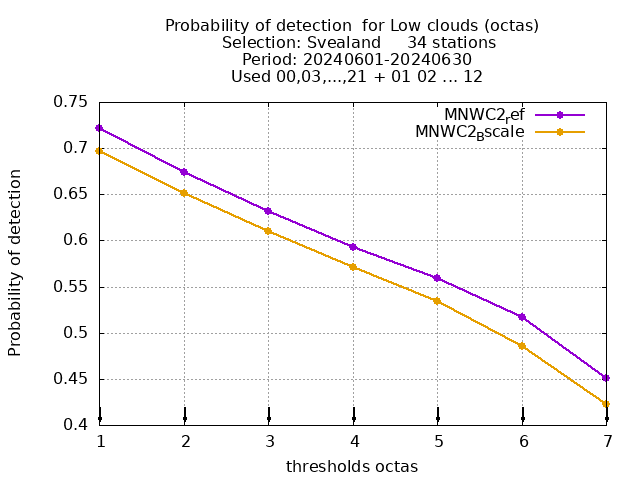 Probability of detection  for Low clouds (octas)
Selection: Svealand     34 stations
Period: 20240601-20240630
Used 00,03,...,21 + 01 02 ... 12
MNWC2ref
MNWC2Bscale
Probability of detection
0.75
0.7
0.65
0.6
0.55
0.5
0.45
0.4
1 2 3 4 5 6 7
thresholds octas